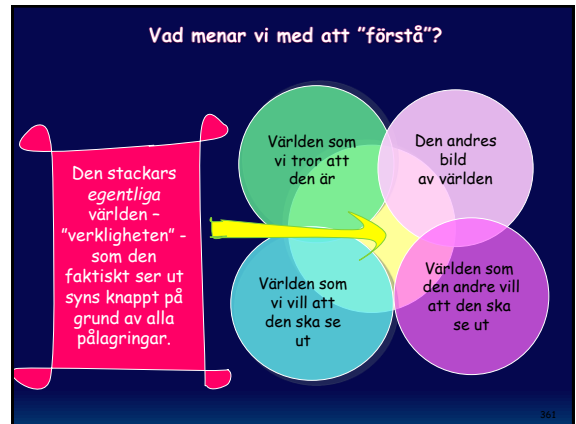 Vad menar vi med att ”förstå”?
Den stackars
egentliga
världen –
”verkligheten” -
som den
faktiskt ser ut
syns knappt på
grund av alla
pålagringar.
Världen som
vi tror att
den är
Den andres
bild
av världen
Världen som
vi vill att
den ska se
ut
Världen som
den andre vill
att den ska
se ut
361